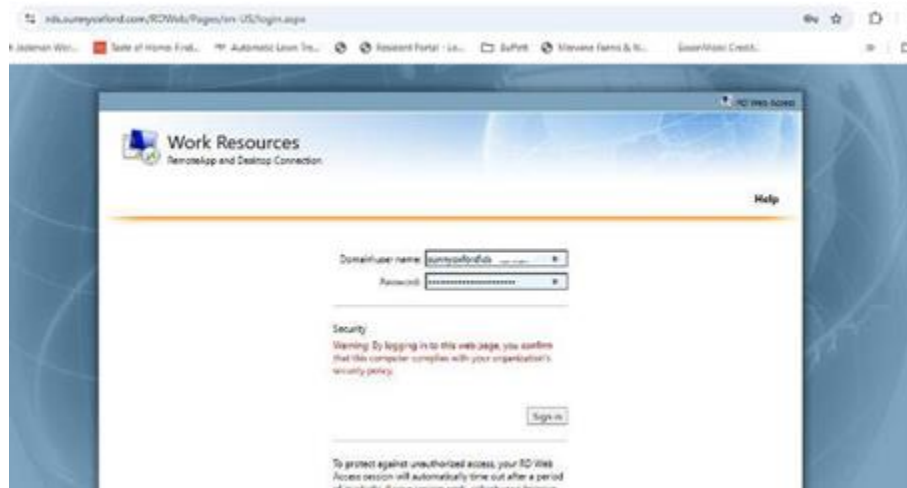 rds.sunnyoxford.com/RDWeb/Pages/en-US/login.aspx
Taste of Home Find... Automatic Lawn Tre... Resident Portal - Lo... Buffett
RD Web Access
Work Resources
RemoteApp and Desktop Connection
Help
Domain\user name:
Password:
Security
Warning: By logging in to this web page, you confirm
that this computer complies with your organization's
security policy.
Sign in
To protect against unauthorized access, your RD Web
Access session will automatically time out after a period